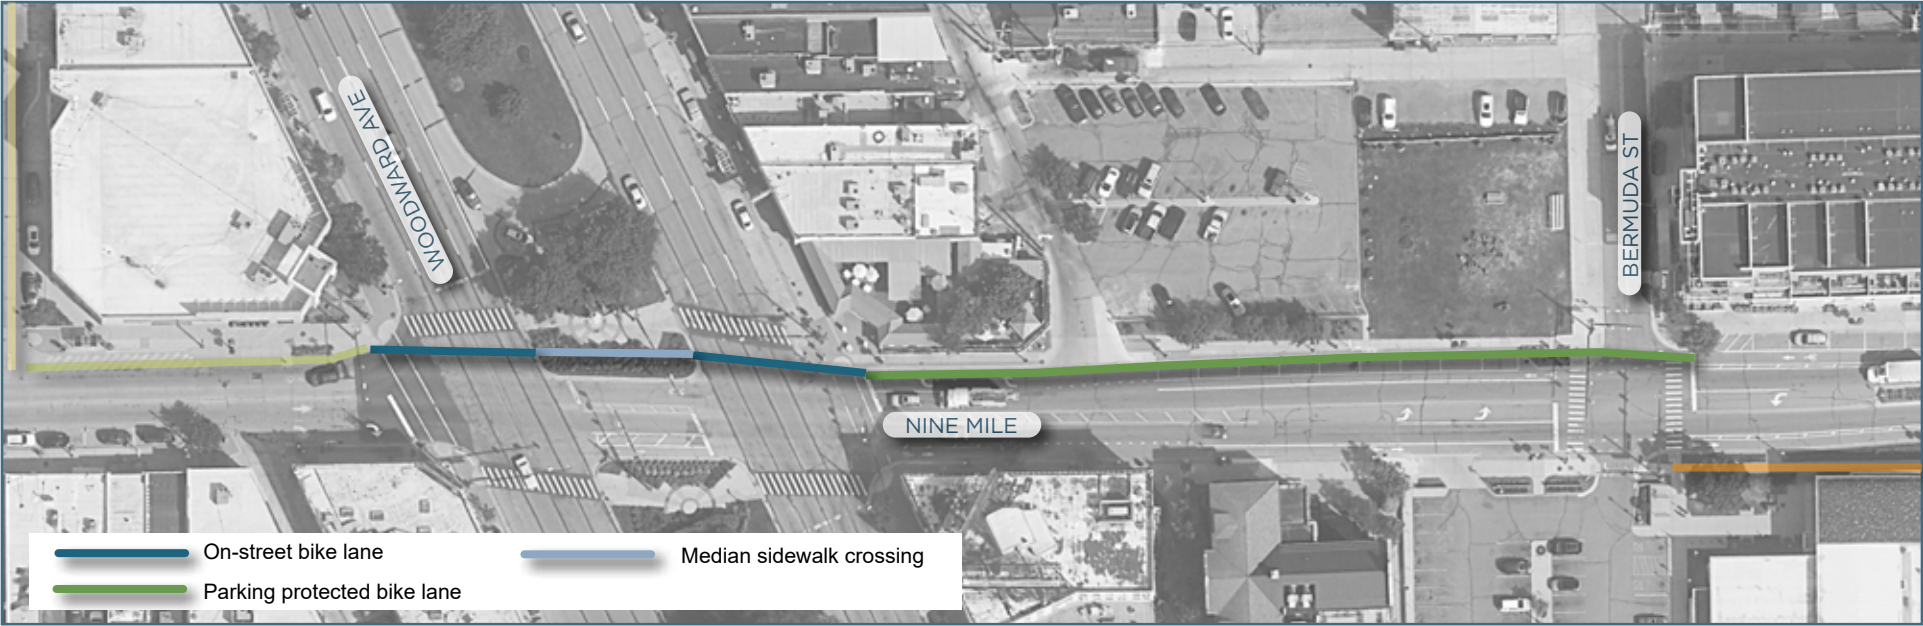 WOODWARD AVE
BERMUDA ST
NINE MILE
On-street bike lane
Median sidewalk crossing
Parking protected bike lane